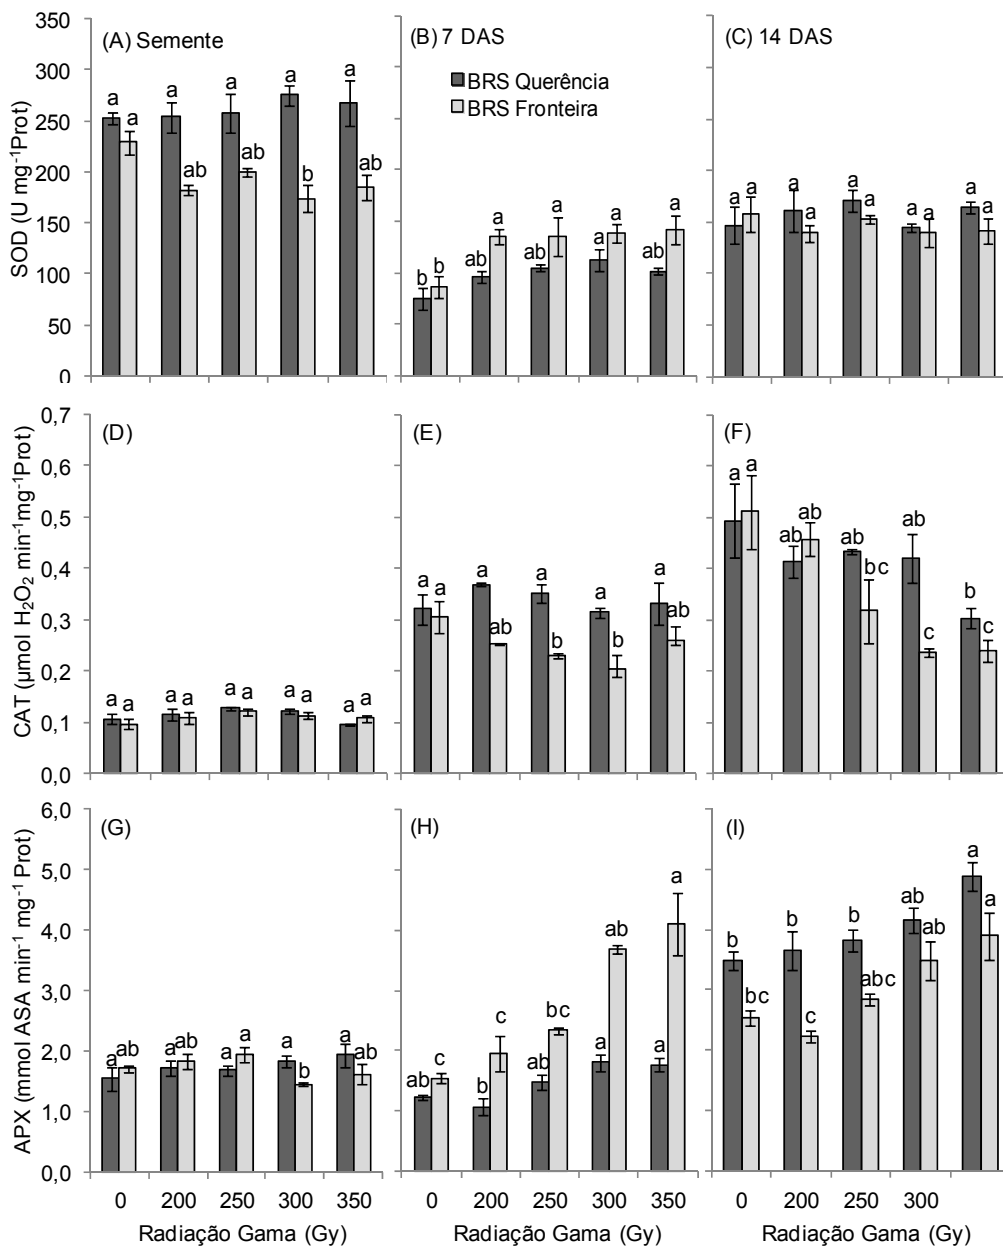 (A) Semente
(B) 7 DAS
(C) 14 DAS
BRS Querência
BRS Fronteira
SOD (U mg⁻¹Prot)
350
300
250
200
150
100
50
0
a a a ab a ab a b a ab
b b ab a ab a a a ab a
a a a a a a a a a a
(D)
(E)
(F)
CAT (µmol H₂O₂ min⁻¹mg⁻¹Prot)
0,7
0,6
0,5
0,4
0,3
0,2
0,1
0,0
a a a a a a a a a a
a a a ab a b a b a ab
a a ab ab ab bc ab c b c
(G)
(H)
(I)
APX (mmol ASA min⁻¹ mg⁻¹ Prot)
6,0
5,0
4,0
3,0
2,0
1,0
0,0
a ab a ab a a a b a ab
ab c b c ab bc a ab a a
b bc b c b abc ab ab a a
0 200 250 300 350
0 200 250 300 350
0 200 250 300
Radiação Gama (Gy)
Radiação Gama (Gy)
Radiação Gama (Gy)